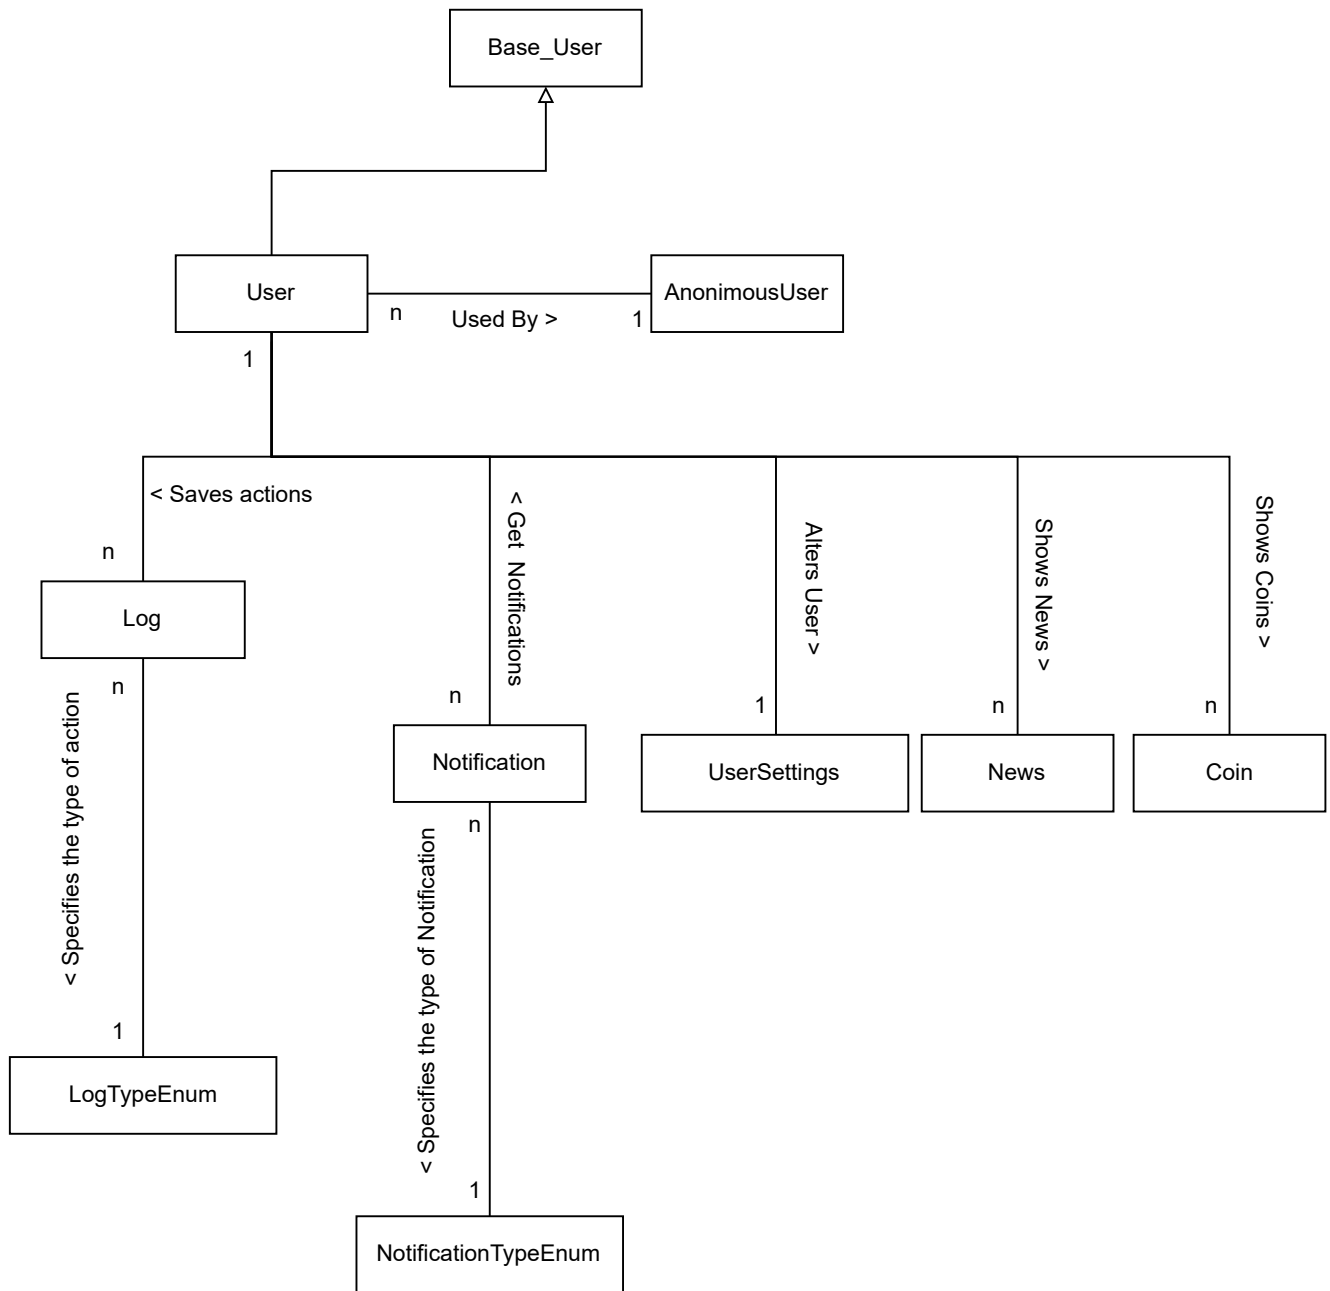 Base_User
User
AnonimousUser
n
Used By >
1
1
< Saves actions
< Get Notifications
Alters User >
Shows News >
Shows Coins >
n
Log
n
n
1
n
n
< Specifies the type of action
Notification
UserSettings
News
Coin
n
< Specifies the type of Notification
1
LogTypeEnum
1
NotificationTypeEnum